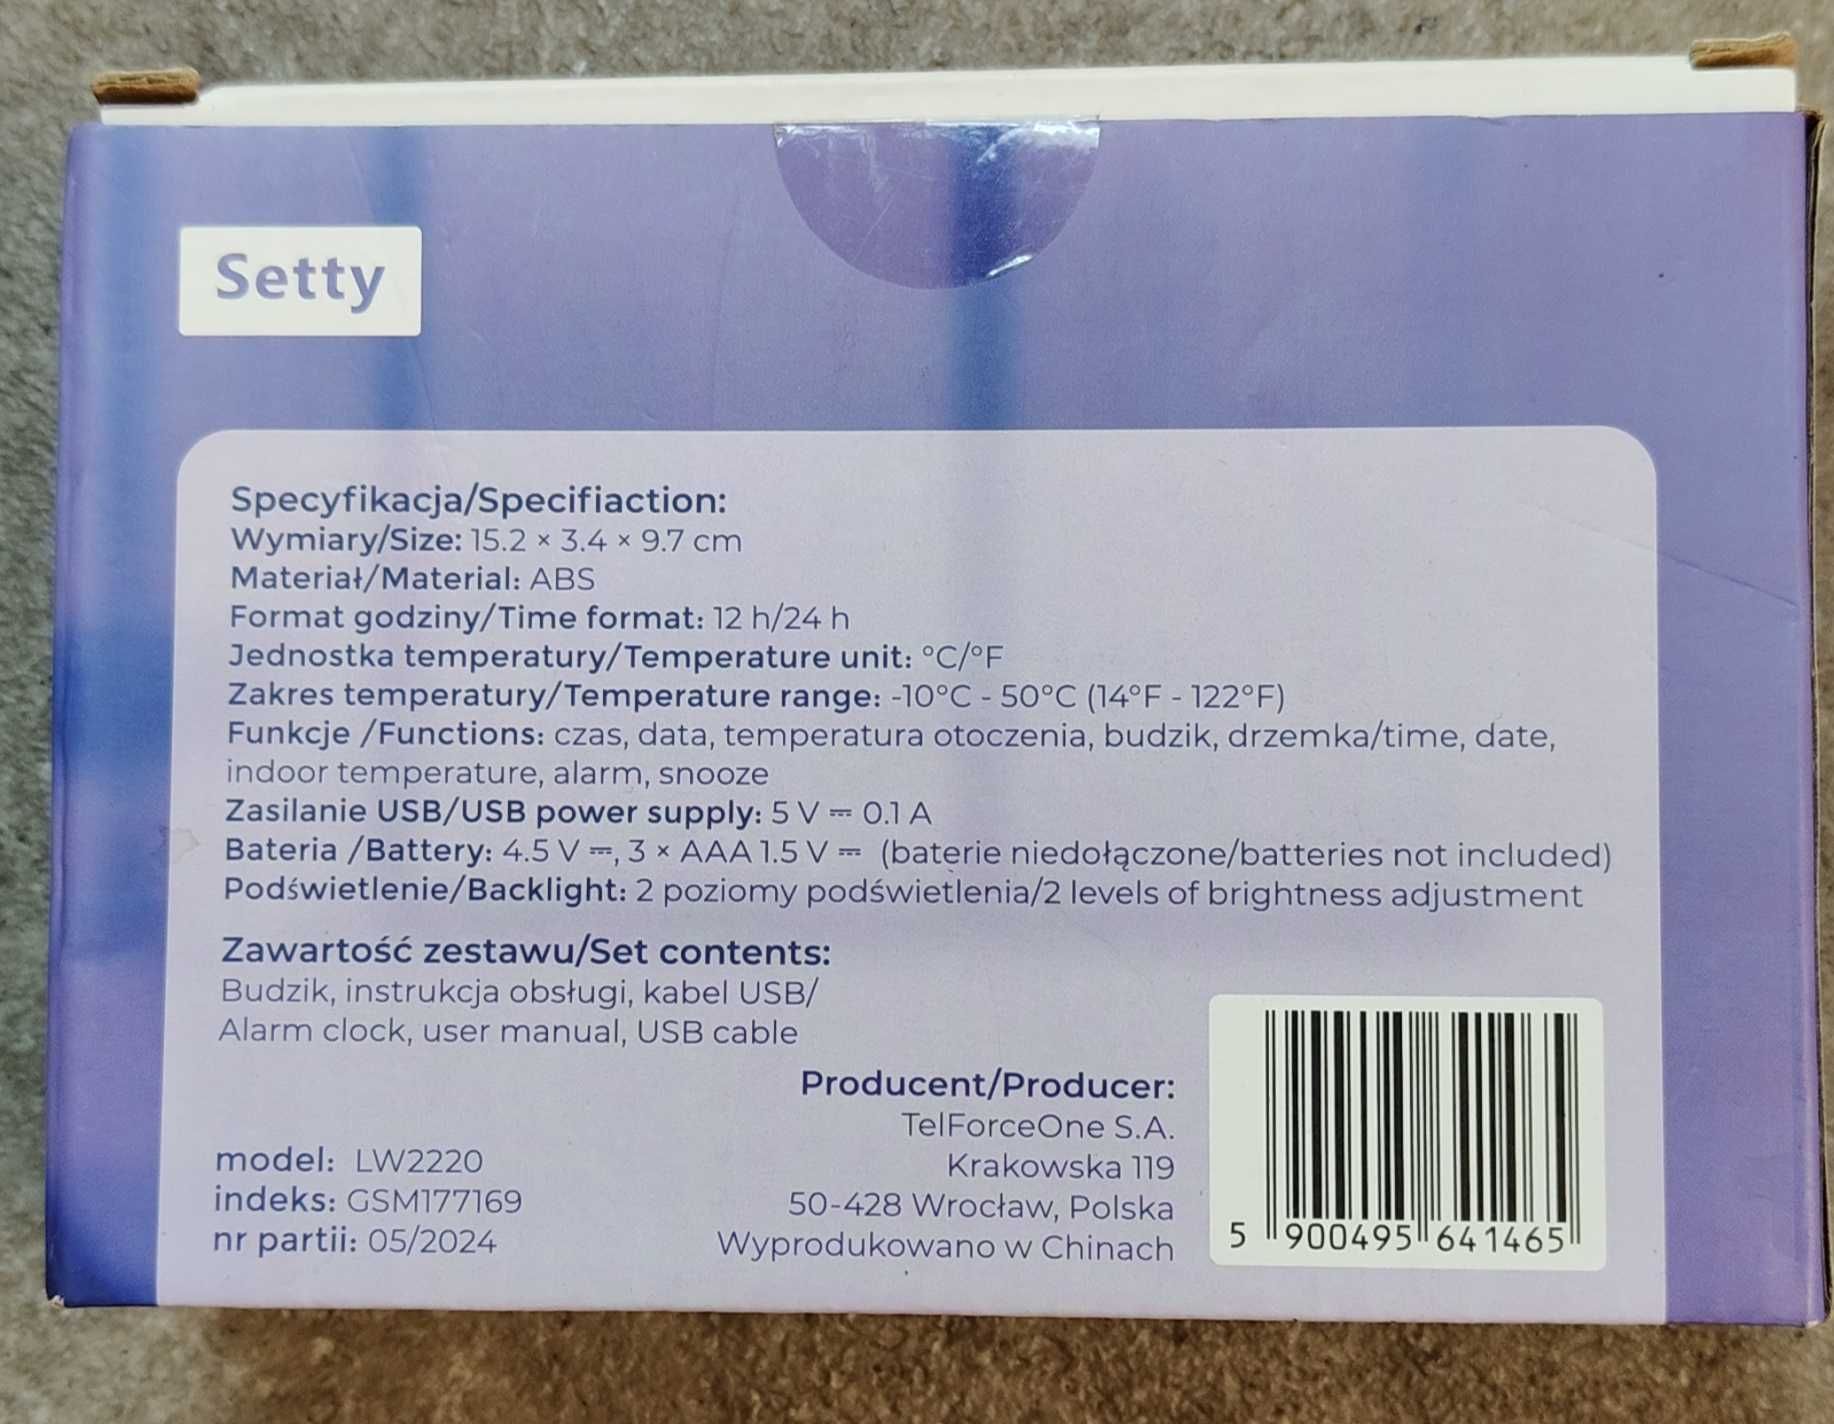 Setty
Specyfikacja/Specifiaction:
Wymiary/Size: 15.2 × 3.4 × 9.7 cm
Materiał/Material: ABS
Format godziny/Time format: 12 h/24 h
Jednostka temperatury/Temperature unit: °C/°F
Zakres temperatury/Temperature range: -10°C - 50°C (14°F - 122°F)
Funkcje /Functions: czas, data, temperatura otoczenia, budzik, drzemka/time, date,
indoor temperature, alarm, snooze
Zasilanie USB/USB power supply: 5 V ⎓ 0.1 A
Bateria /Battery: 4.5 V ⎓, 3 × AAA 1.5 V ⎓ (baterie niedołączone/batteries not included)
Podświetlenie/Backlight: 2 poziomy podświetlenia/2 levels of brightness adjustment
Zawartość zestawu/Set contents:
Budzik, instrukcja obsługi, kabel USB/
Alarm clock, user manual, USB cable
model: LW2220
indeks: GSM177169
nr partii: 05/2024
Producent/Producer:
TelForceOne S.A.
Krakowska 119
50-428 Wrocław, Polska
Wyprodukowano w Chinach
5 900495 641465